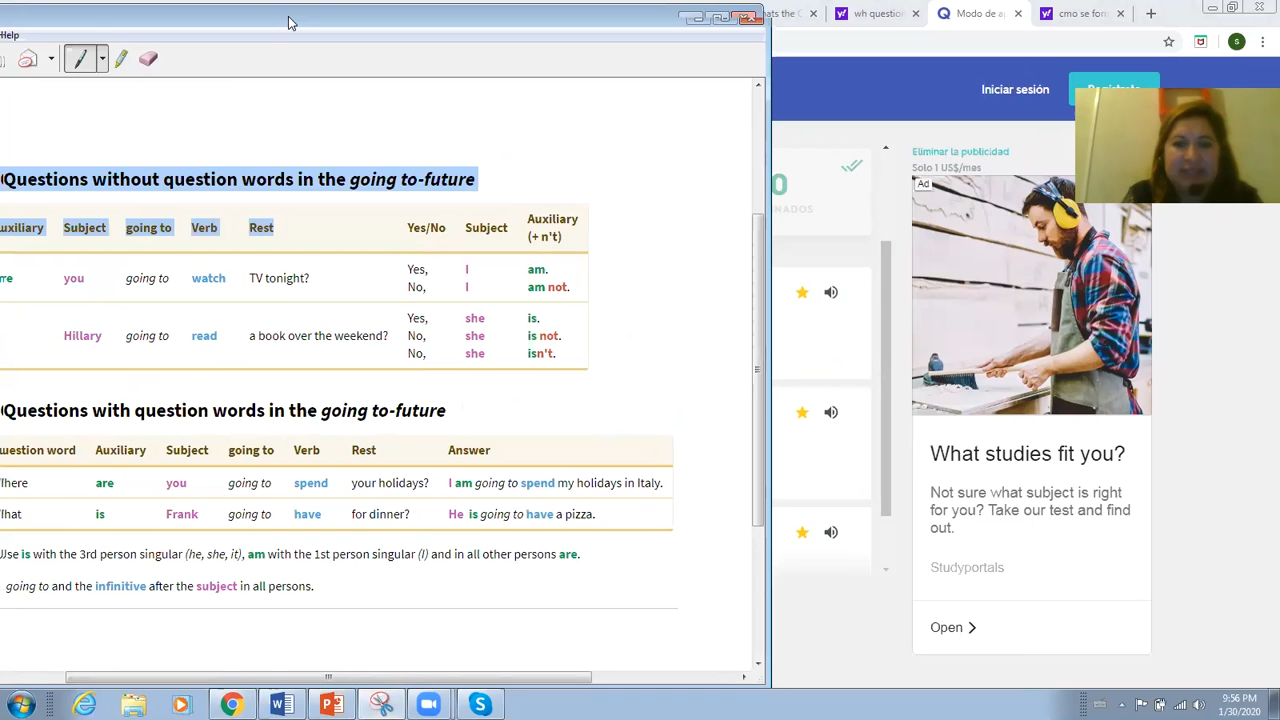 ats the C
wh question
Modo de a
cmo se for
Help
Iniciar sesión
Eliminar la publicidad
Solo 1 US$/mes
Ad
NADOS
Questions without question words in the going to-future
uxiliary Subject going to Verb Rest Yes/No Subject Auxiliary (+ n't)
re you going to watch TV tonight? Yes, I am.
No, I am not.
Hillary going to read a book over the weekend? Yes, she is.
No, she is not.
No, she isn't.
Questions with question words in the going to-future
uestion word Auxiliary Subject going to Verb Rest Answer
here are you going to spend your holidays? I am going to spend my holidays in Italy.
hat is Frank going to have for dinner? He is going to have a pizza.
Use is with the 3rd person singular (he, she, it), am with the 1st person singular (I) and in all other persons are.
going to and the infinitive after the subject in all persons.
What studies fit you?
Not sure what subject is right
for you? Take our test and find
out.
Studyportals
Open
9:56 PM
1/30/2020